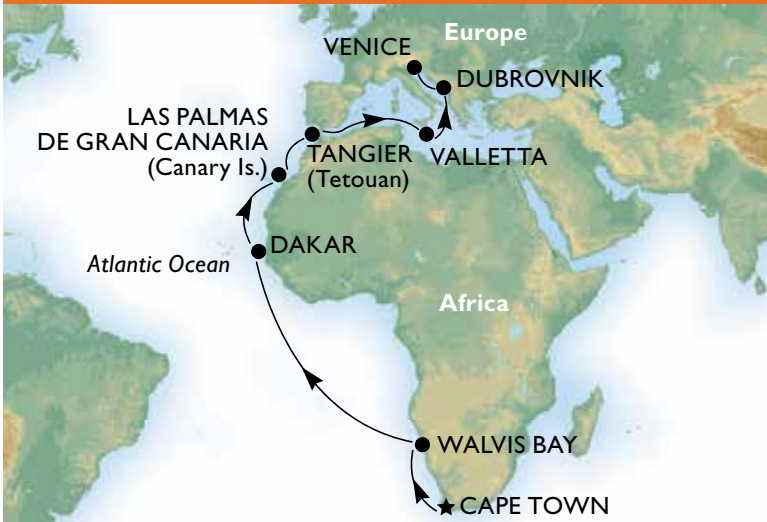 Europe
VENICE
DUBROVNIK
LAS PALMAS
DE GRAN CANARIA
(Canary Is.)
TANGIER
(Tetouan)
VALLETTA
DAKAR
Atlantic Ocean
Africa
WALVIS BAY
CAPE TOWN